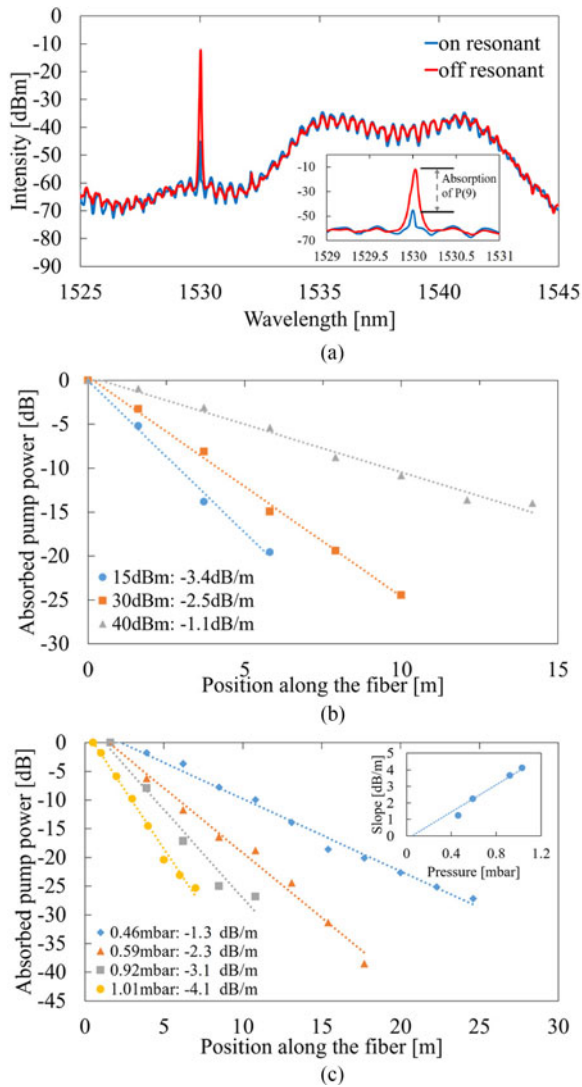 0
-10
-20
-30
-40
-50
-60
-70
-80
-90
Intensity [dBm]
on resonant
off resonant
-10
-30
-50
-70
Absorption
of P(9)
1529 1529.5 1530 1530.5 1531
1525 1530 1535 1540 1545
Wavelength [nm]
(a)
0
-5
-10
-15
-20
-25
-30
Absorbed pump power [dB]
15dBm: -3.4dB/m
30dBm: -2.5dB/m
40dBm: -1.1dB/m
0 5 10 15
Position along the fiber [m]
(b)
0
-5
-10
-15
-20
-25
-30
-35
-40
-45
Absorbed pump power [dB]
5
4
3
2
1
0
Slope [dB/m]
0 0.4 0.8 1.2
Pressure [mbar]
0.46mbar: -1.3 dB/m
0.59mbar: -2.3 dB/m
0.92mbar: -3.1 dB/m
1.01mbar: -4.1 dB/m
0 5 10 15 20 25 30
Position along the fiber [m]
(c)